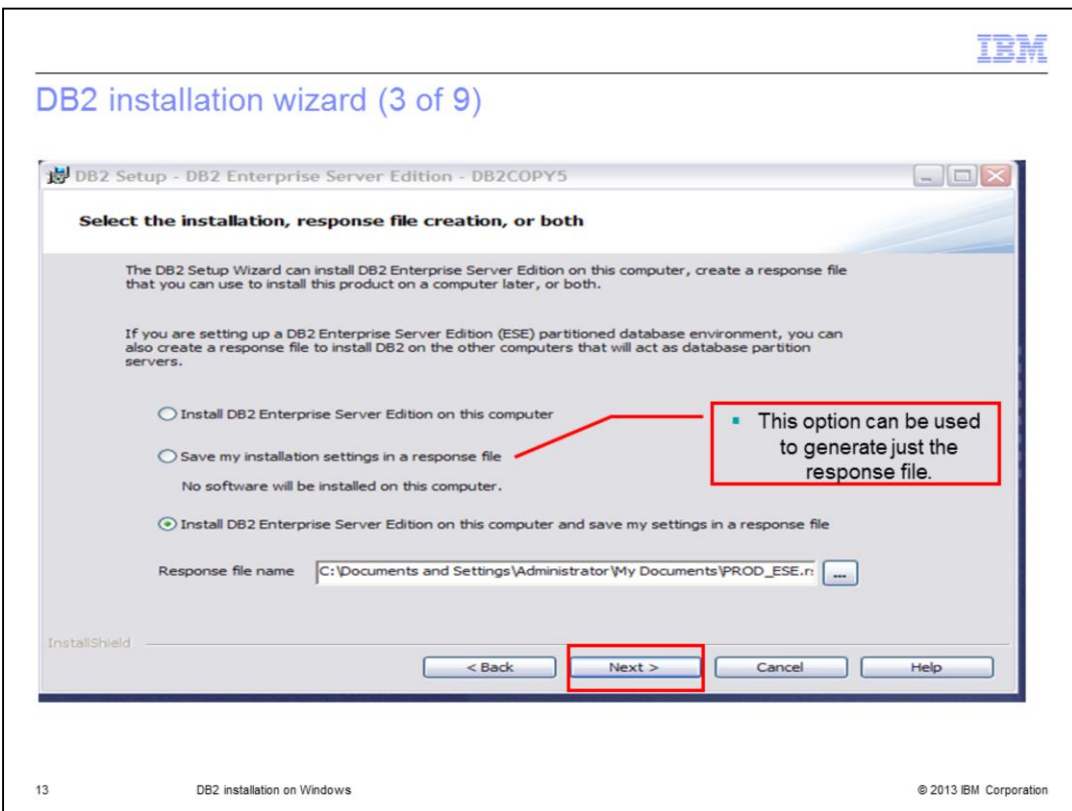 IBM
DB2 installation wizard (3 of 9)
DB2 Setup - DB2 Enterprise Server Edition - DB2COPY5
Select the installation, response file creation, or both
The DB2 Setup Wizard can install DB2 Enterprise Server Edition on this computer, create a response file
that you can use to install this product on a computer later, or both.
If you are setting up a DB2 Enterprise Server Edition (ESE) partitioned database environment, you can
also create a response file to install DB2 on the other computers that will act as database partition
servers.
Install DB2 Enterprise Server Edition on this computer
Save my installation settings in a response file
No software will be installed on this computer.
▪ This option can be used
to generate just the
response file.
Install DB2 Enterprise Server Edition on this computer and save my settings in a response file
Response file name C:\Documents and Settings\Administrator\My Documents\PROD_ESE.r: ...
InstallShield
< Back Next > Cancel Help
13 DB2 installation on Windows © 2013 IBM Corporation